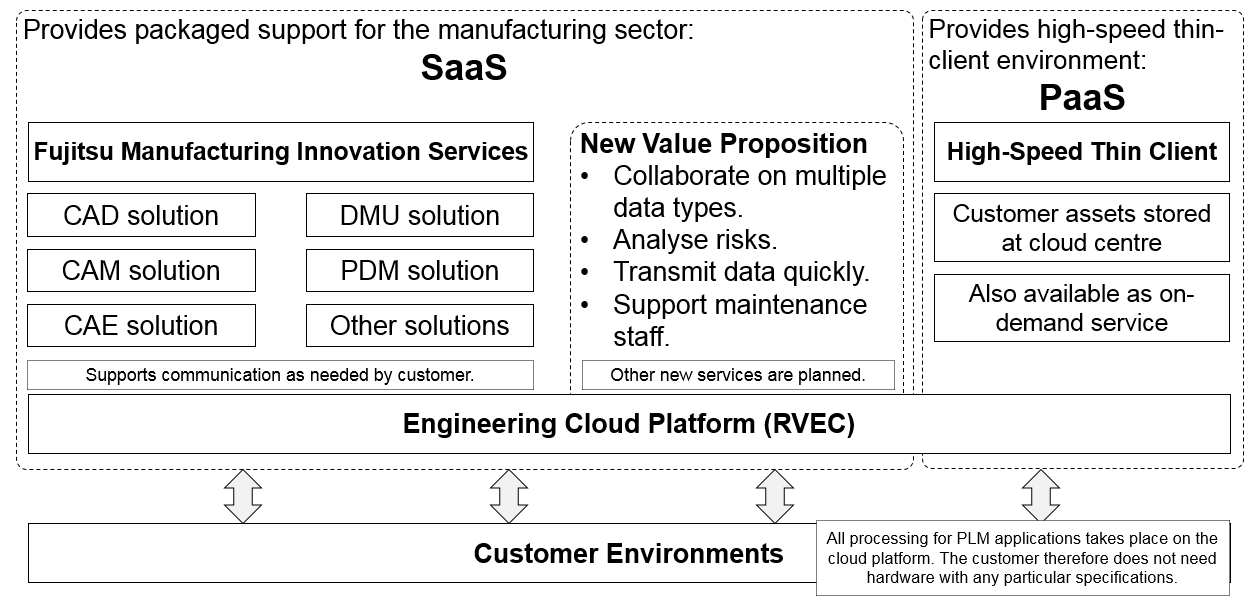 Provides packaged support for the manufacturing sector:
SaaS
Fujitsu Manufacturing Innovation Services
CAD solution
DMU solution
CAM solution
PDM solution
CAE solution
Other solutions
Supports communication as needed by customer.
New Value Proposition
• Collaborate on multiple
data types.
• Analyse risks.
• Transmit data quickly.
• Support maintenance
staff.
Other new services are planned.
Provides high-speed thin-
client environment:
PaaS
High-Speed Thin Client
Customer assets stored
at cloud centre
Also available as on-
demand service
Engineering Cloud Platform (RVEC)
Customer Environments
All processing for PLM applications takes place on the
cloud platform. The customer therefore does not need
hardware with any particular specifications.